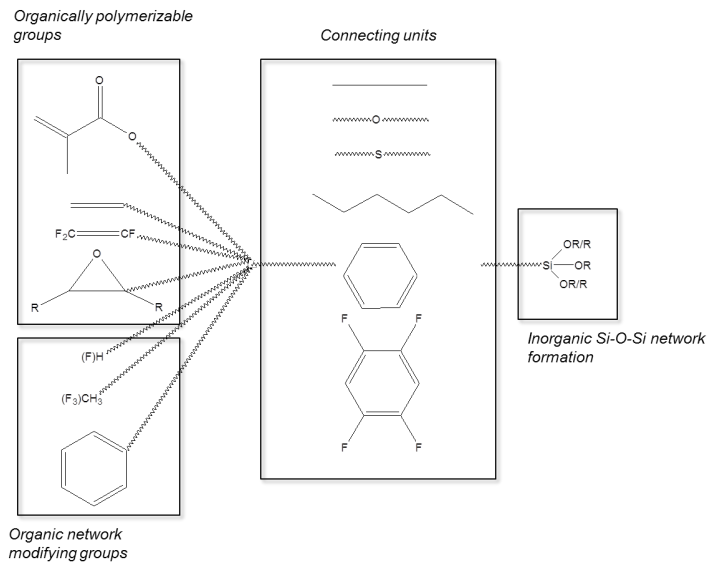 Organically polymerizable
groups
Connecting units
O
O
O
S
F₂C
CF
O
R
R
Si
OR/R
OR
OR/R
Inorganic Si-O-Si network
formation
F
F
F
F
(F)H
(F₃)CH₃
Organic network
modifying groups